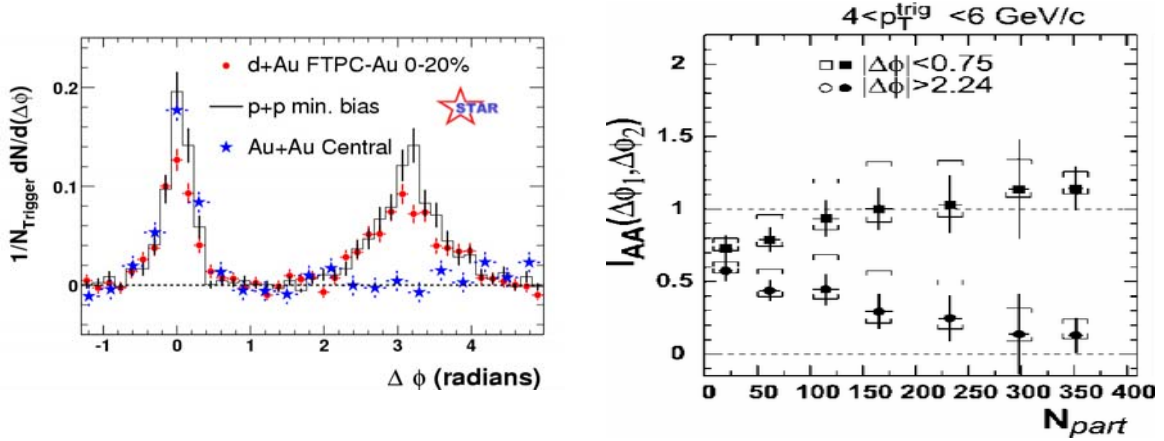 1/N_Trigger dN/d(Δϕ)
0.2
0.1
0
d+Au FTPC-Au 0-20%
p+p min. bias
Au+Au Central
STAR
-1 0 1 2 3 4
Δ ϕ (radians)
4<p_T^trig <6 GeV/c
I_AA(Δϕ_1,Δϕ_2)
2
1.5
1
0.5
0
|Δϕ|<0.75
|Δϕ|>2.24
0 50 100 150 200 250 300 350 400
N_part